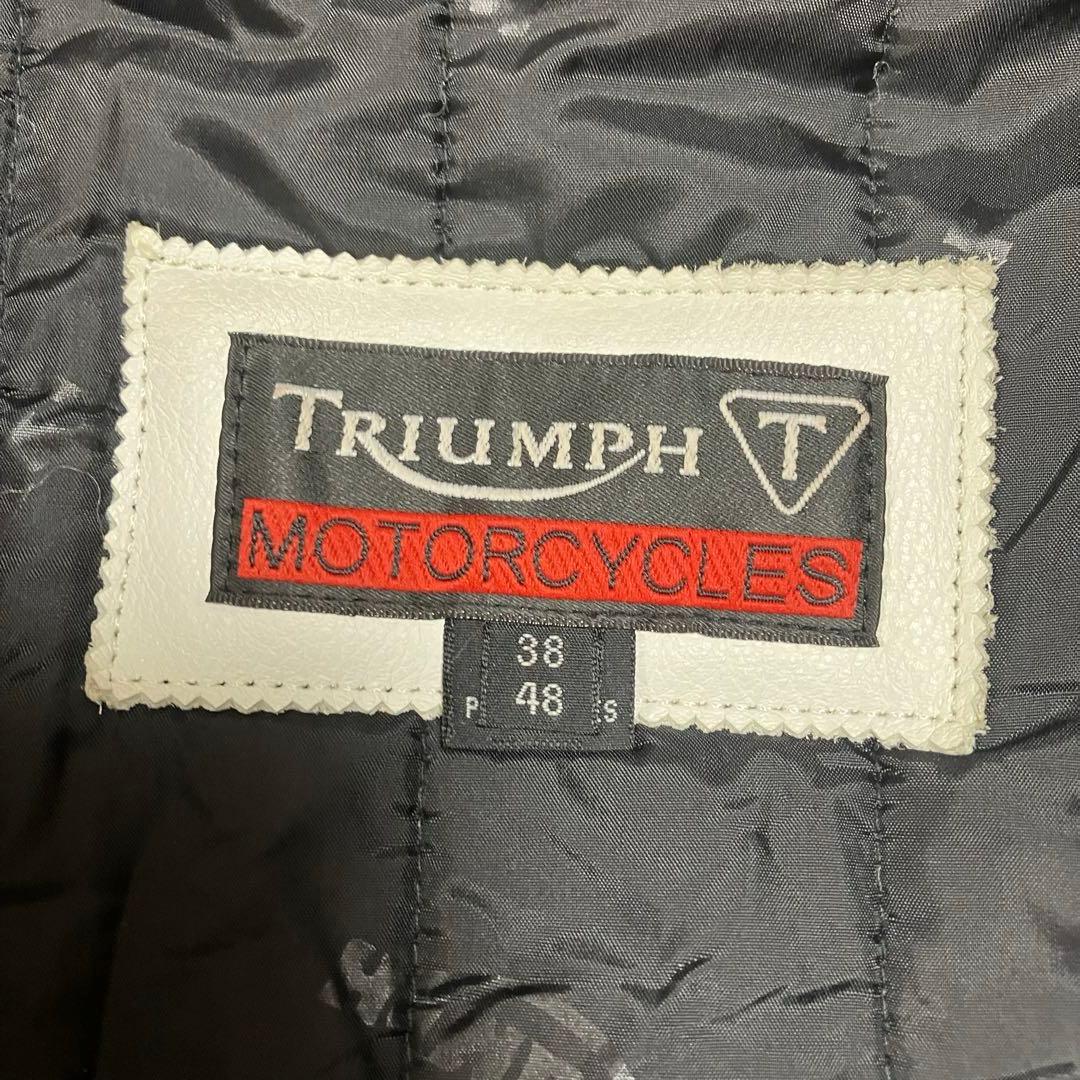 TRIUMPH T
MOTORCYCLES
38
P 48 S